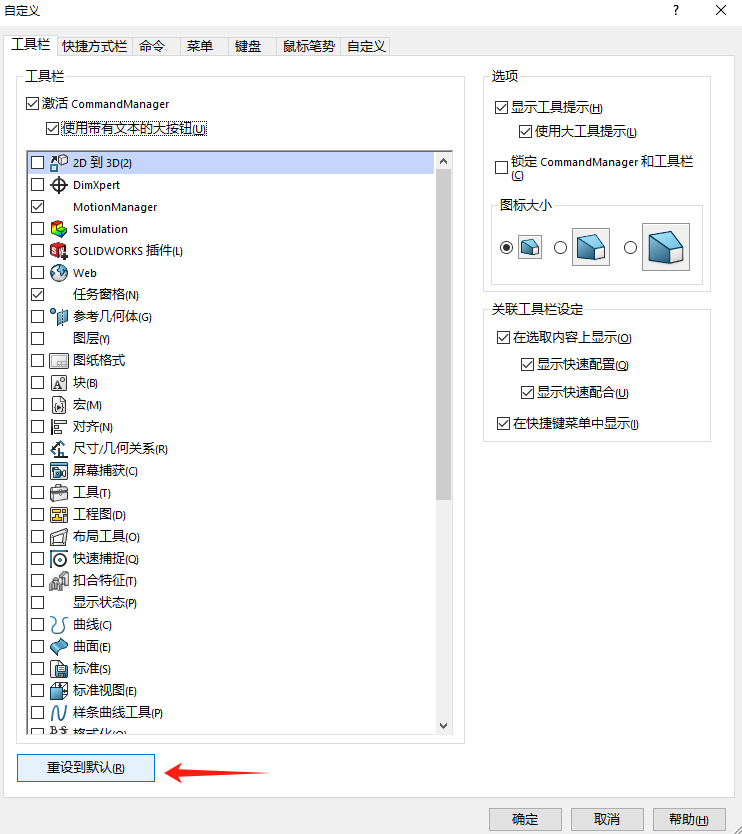 自定义
工具栏 快捷方式栏 命令 菜单 键盘 鼠标笔势 自定义
工具栏
激活 CommandManager
使用带有文本的大按钮(U)
2D 到 3D(2)
DimXpert
MotionManager
Simulation
SOLIDWORKS 插件(L)
Web
任务窗格(N)
参考几何体(G)
图层(Y)
图纸格式
块(B)
宏(M)
对齐(N)
尺寸/几何关系(R)
屏幕捕获(C)
工具(T)
工程图(D)
布局工具(O)
快速捕捉(Q)
扣合特征(T)
显示状态(P)
曲线(C)
曲面(E)
标准(S)
标准视图(E)
样条曲线工具(P)
重设到默认(R)
选项
显示工具提示(H)
使用大工具提示(L)
锁定 CommandManager 和工具栏
(C)
图标大小
关联工具栏设定
在选取内容上显示(O)
显示快速配置(Q)
显示快速配合(U)
在快捷键菜单中显示(I)
确定 取消 帮助(H)